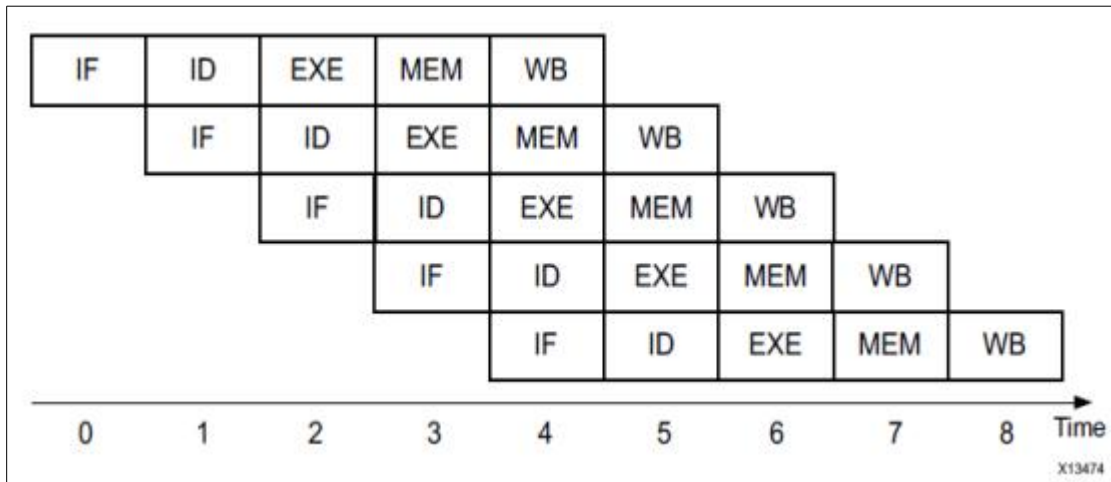 IF ID EXE MEM WB
IF ID EXE MEM WB
IF ID EXE MEM WB
IF ID EXE MEM WB
IF ID EXE MEM WB
0 1 2 3 4 5 6 7 8 Time
X13474